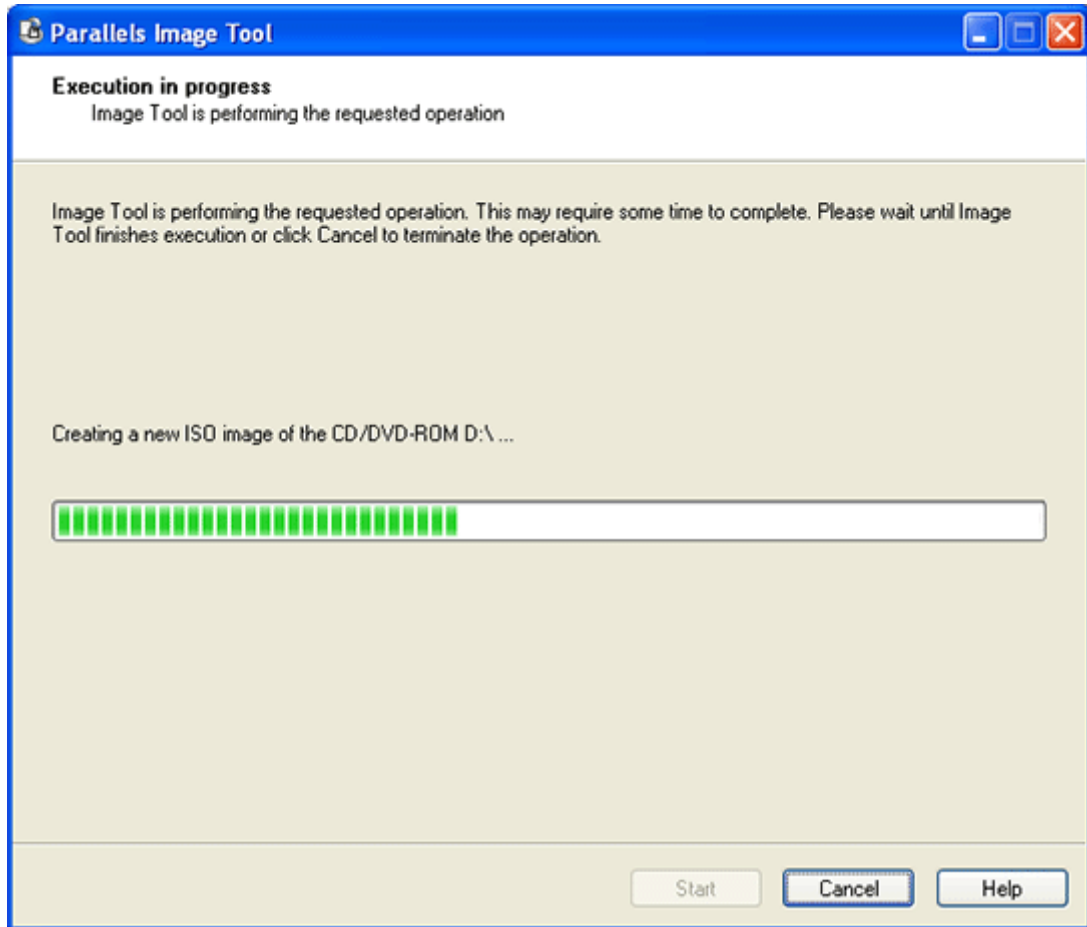 Parallels Image Tool
Execution in progress
Image Tool is performing the requested operation
Image Tool is performing the requested operation. This may require some time to complete. Please wait until Image
Tool finishes execution or click Cancel to terminate the operation.
Creating a new ISO image of the CD/DVD-ROM D:\ ...
Start Cancel Help